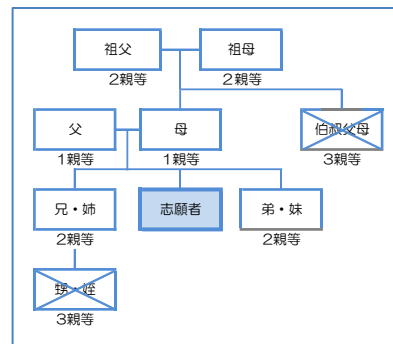 祖父 祖母
2親等 2親等
父 母 伯叔父母
1親等 1親等 3親等
兄・姉 志願者 弟・妹
2親等 2親等
甥・姪
3親等